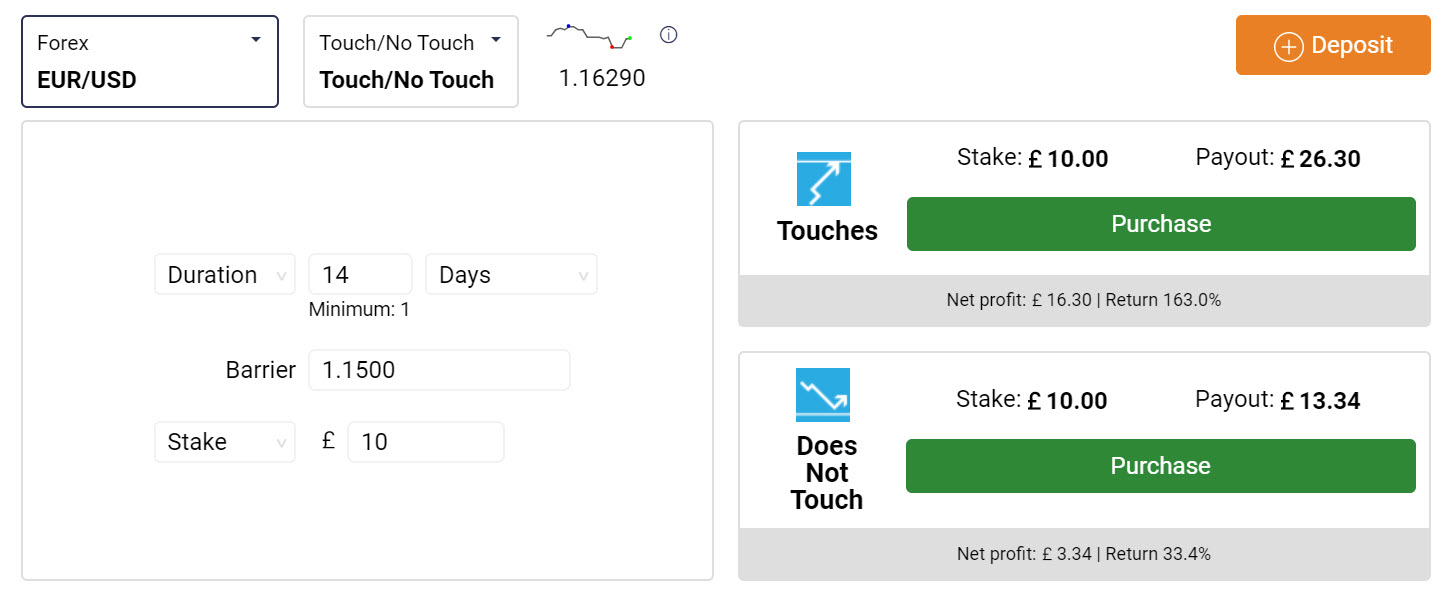 Forex
EUR/USD
Touch/No Touch
Touch/No Touch
1.16290
Deposit
Duration 14 Days
Minimum: 1
Barrier 1.1500
Stake £ 10
Stake: £ 10.00 Payout: £ 26.30
Touches
Purchase
Net profit: £ 16.30 | Return 163.0%
Stake: £ 10.00 Payout: £ 13.34
Does
Not
Touch
Purchase
Net profit: £ 3.34 | Return 33.4%